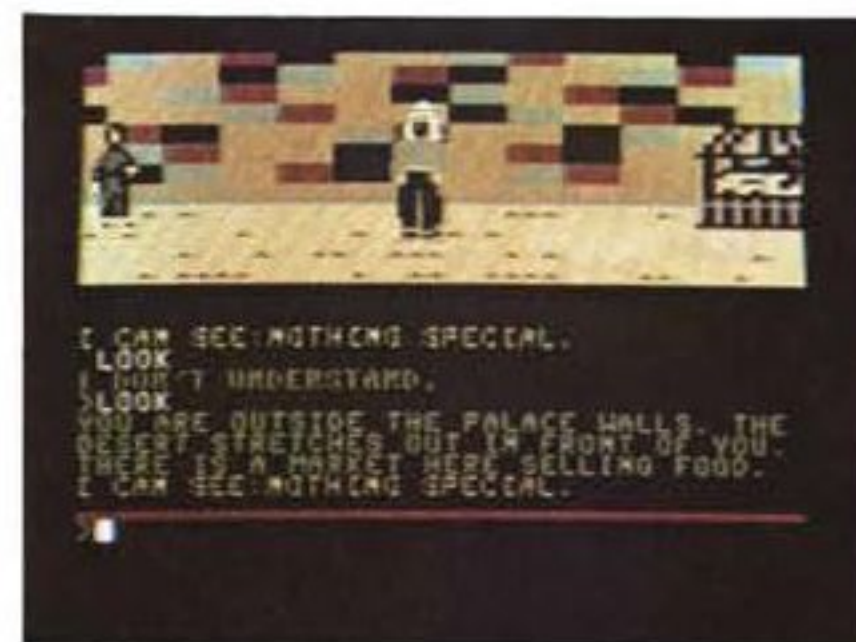 I CAN SEE:NOTHING SPECIAL.
LOOK
I DON'T UNDERSTAND.
>LOOK
YOU ARE OUTSIDE THE PALACE WALLS. THE
DESERT STRETCHES OUT IN FRONT OF YOU.
THERE IS A MARKET HERE SELLING FOOD.
I CAN SEE:NOTHING SPECIAL.
>